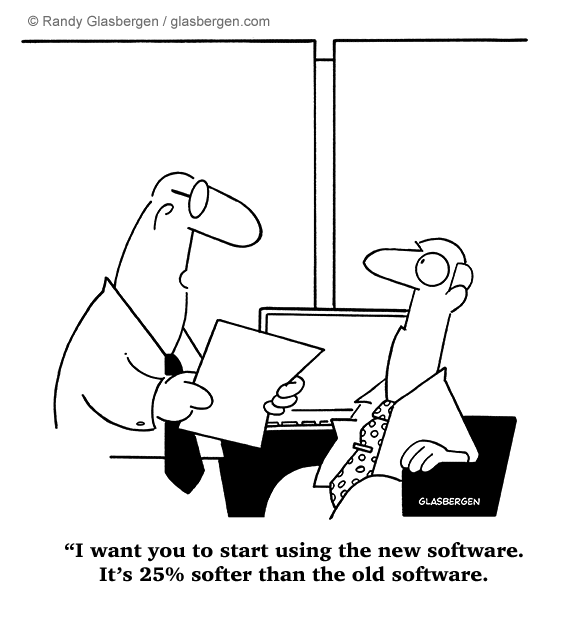 © Randy Glasbergen / glasbergen.com
GLASBERGEN
“I want you to start using the new software.
It’s 25% softer than the old software.